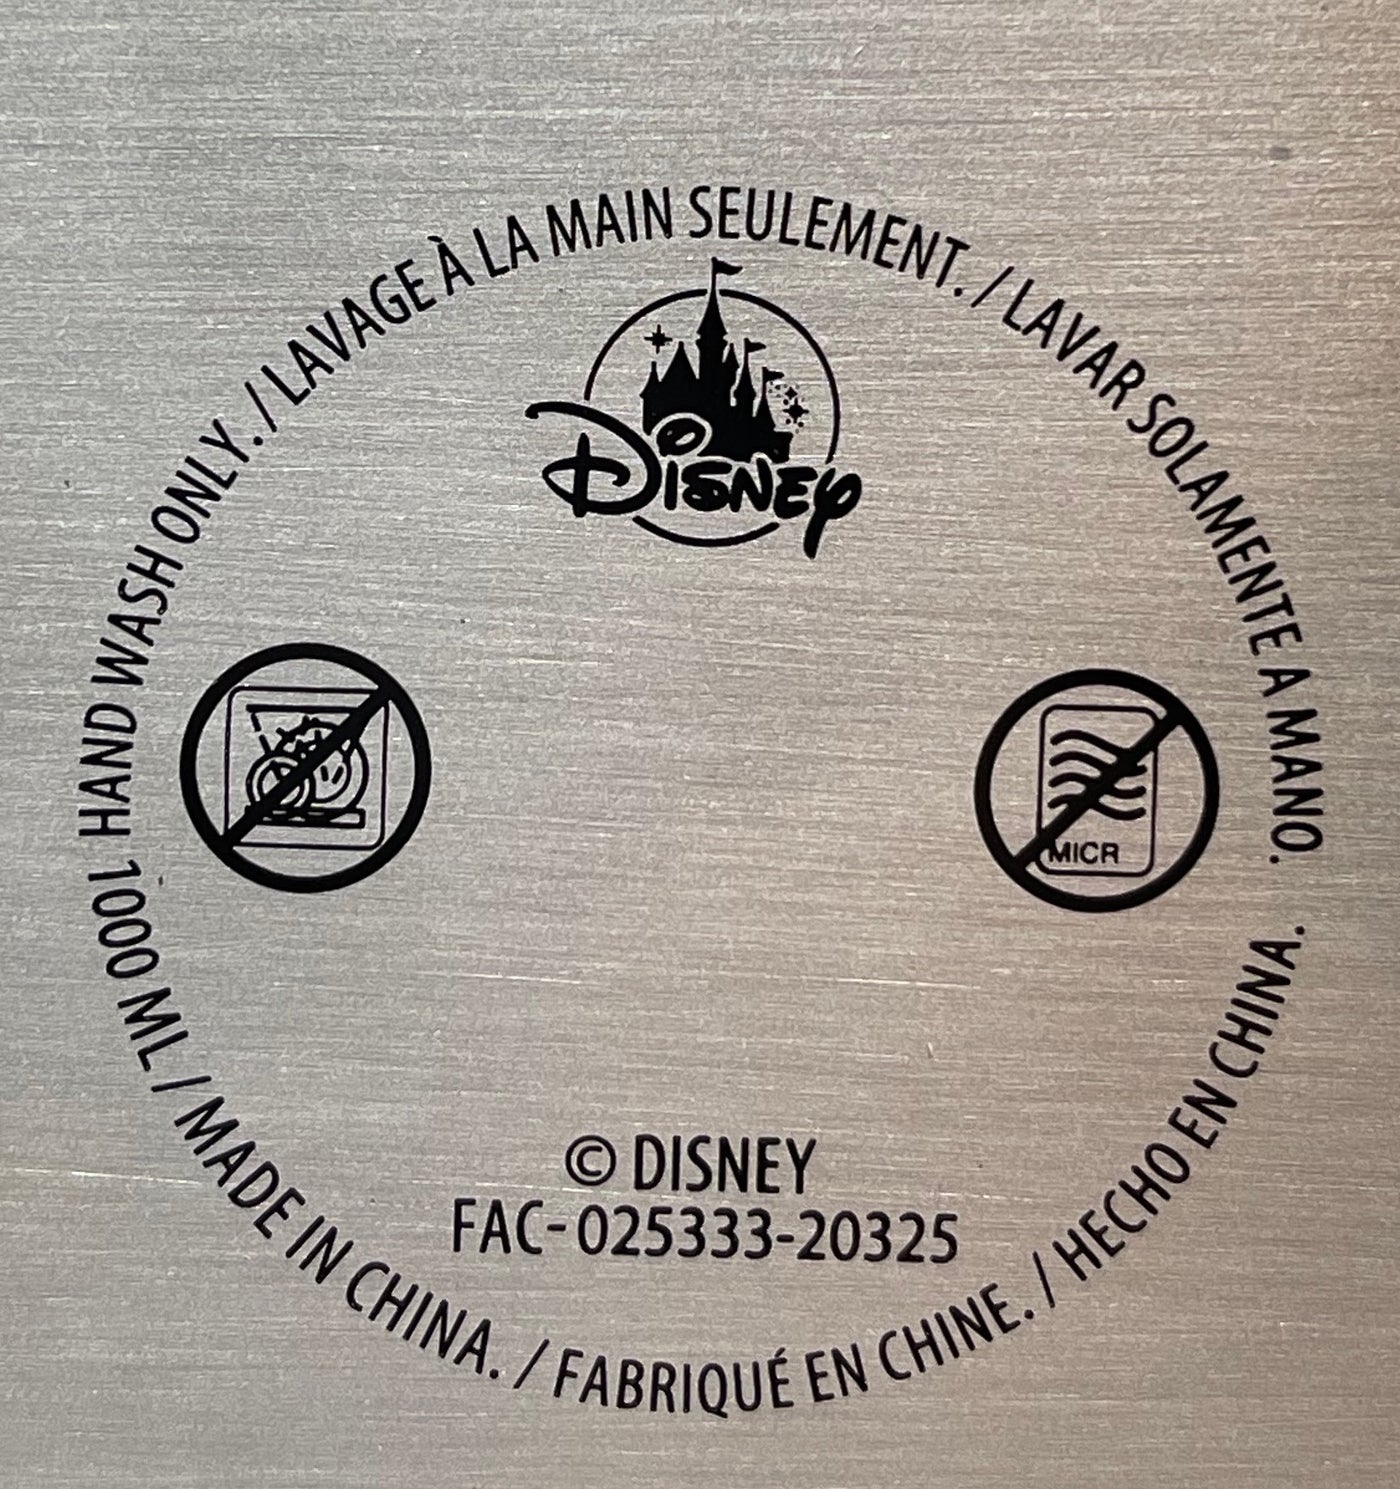 HAND WASH ONLY. / LAVAGE À LA MAIN SEULEMENT. / LAVAR SOLAMENTE A MANO.
Disney
MICR
© DISNEY
FAC-025333-20325
1000 ML / MADE IN CHINA. / FABRIQUÉ EN CHINE. / HECHO EN CHINA.